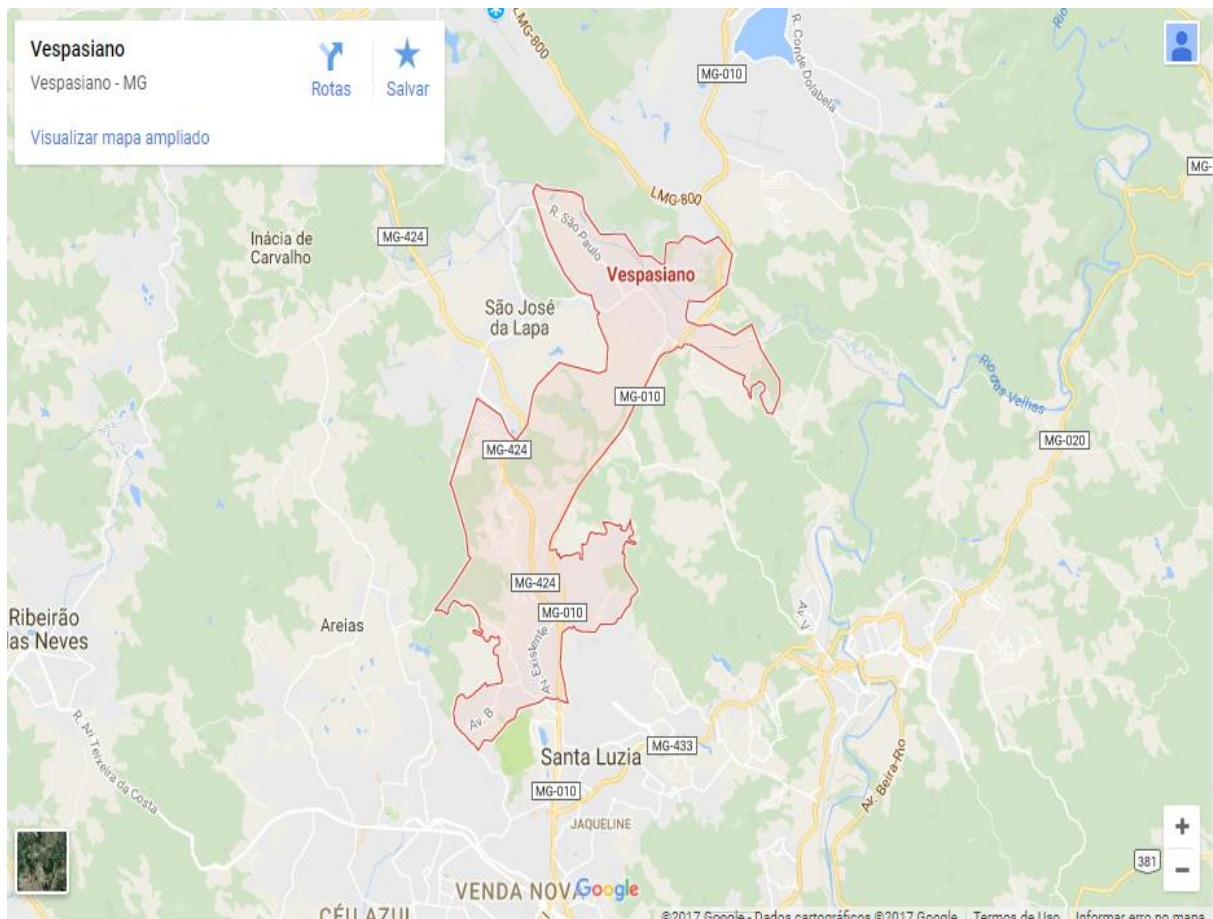 Vespasiano
Vespasiano - MG
Rotas
Salvar
Visualizar mapa ampliado
LMG-800
MG-010
R. Conde Dolabela
Rio
MG-
LMG-800
R. São Paulo
Inácia de
Carvalho
MG-424
Vespasiano
São José
da Lapa
Rio das Velhas
MG-010
MG-020
MG-424
MG-424
MG-010
Av. V
Ribeirão
das Neves
Areias
Av. Existente
Av. B
R. Ari Teixeira da Costa
Santa Luzia
MG-433
Av. Beira-Rio
MG-010
JAQUELINE
+
381
−
VENDA NOVA
Google
CÉU AZUL
©2017 Google - Dados cartográficos ©2017 Google
Termos de Uso
Informar erro no mapa